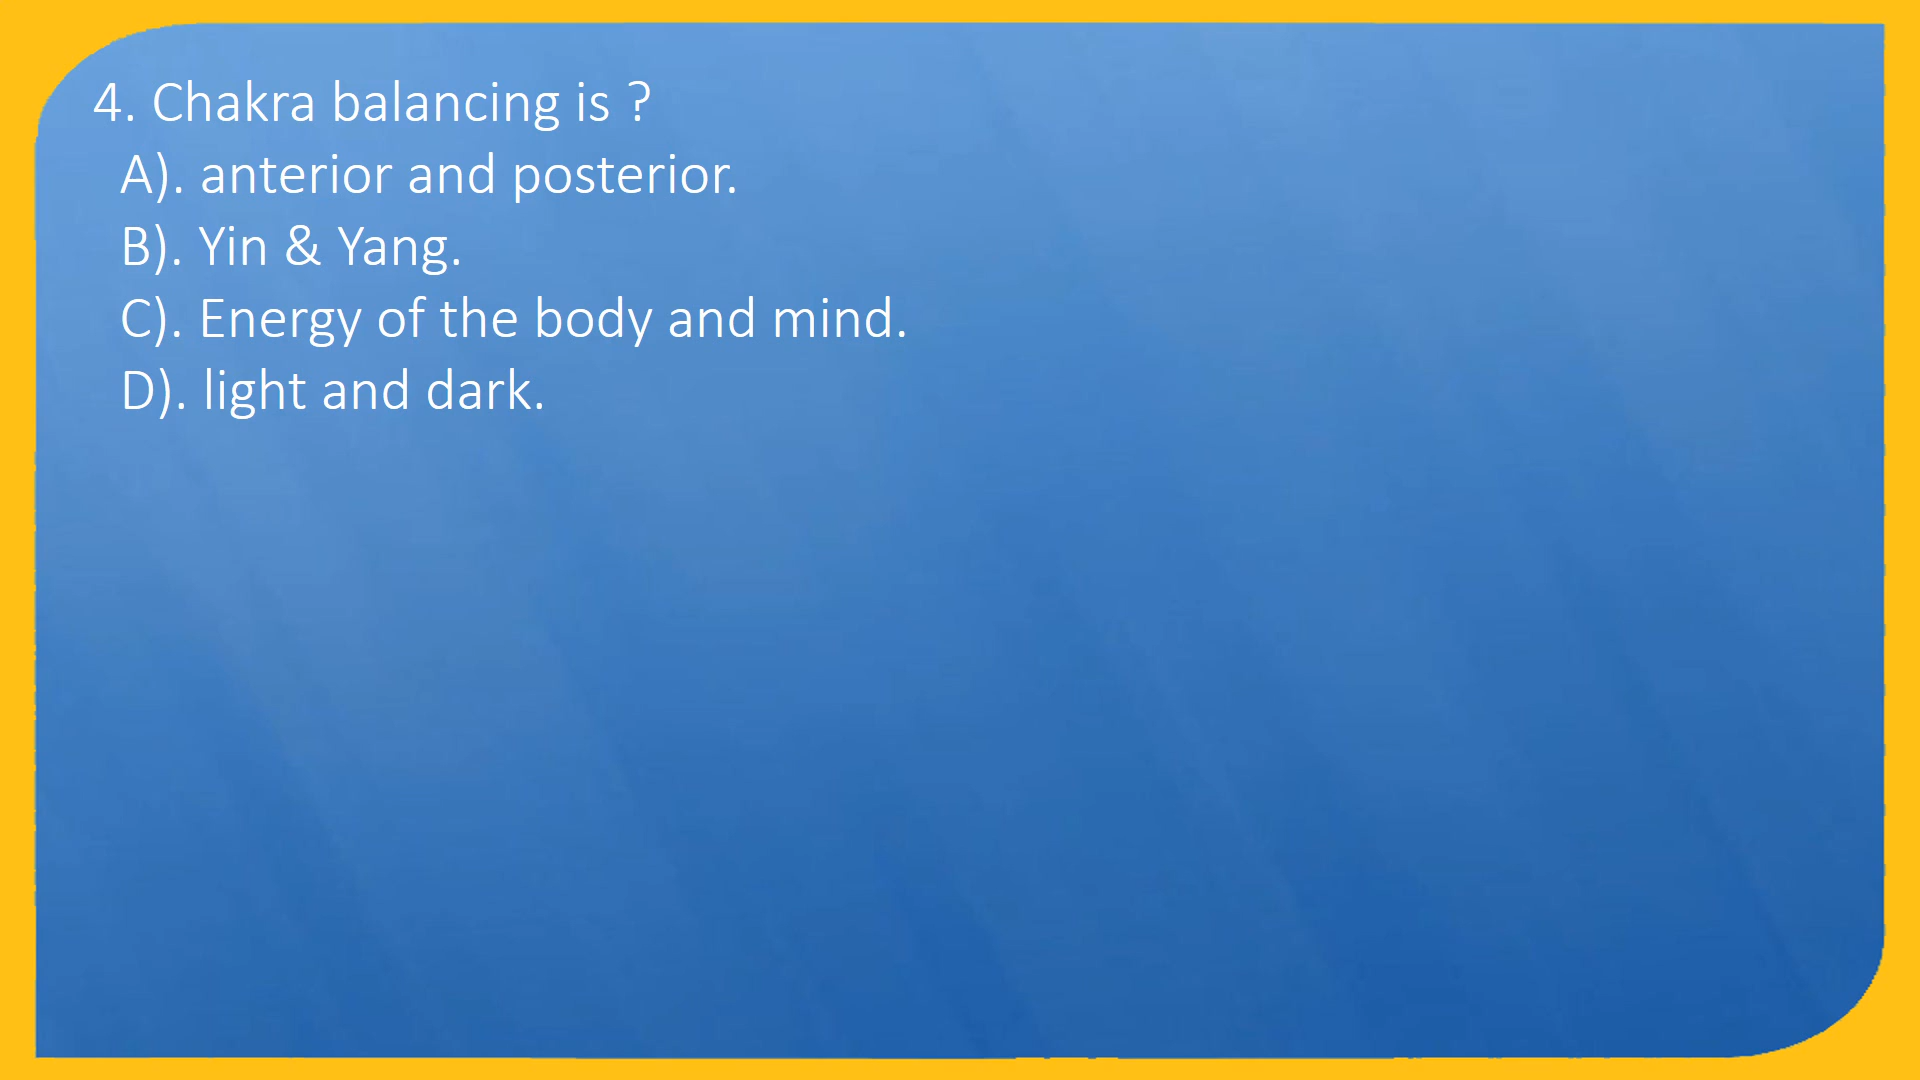 4. Chakra balancing is ?
A). anterior and posterior.
B). Yin & Yang.
C). Energy of the body and mind.
D). light and dark.